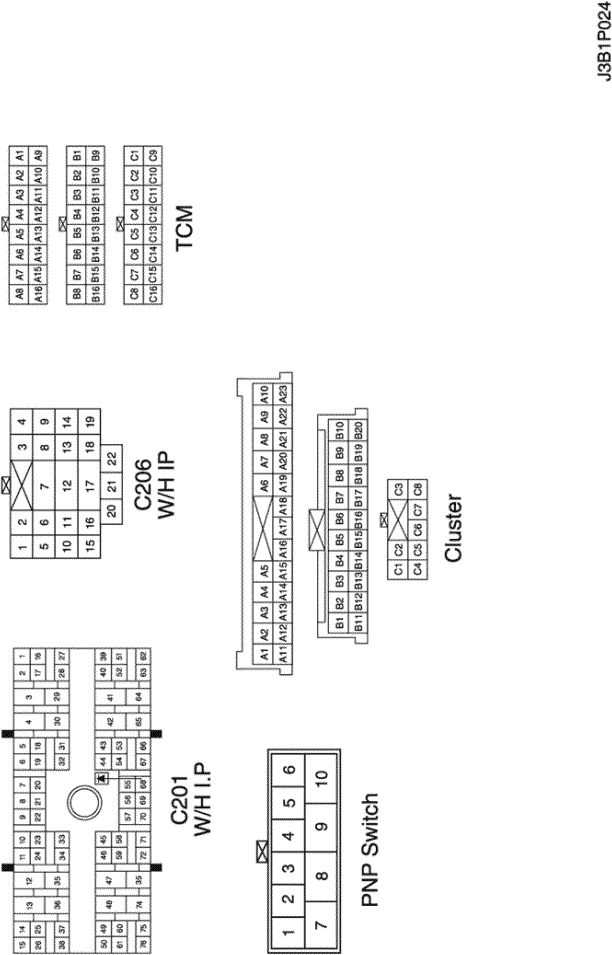 15 14 13 12 11 10 9 8 7 6 5 4 3 2 1
26 25 24 23 22 21 20 19 18 17 16
38 37 36 35 34 33 32 31 30 29 28 27
50 49 48 47 46 45 44 43 42 41 40 39
61 60 59 58 57 56 55 54 53 52 51
76 75 74 35 72 71 70 69 68 67 66 65 64 63 62
C201
W/H I.P
1 2 3 4
5 6 7 8 9
10 11 12 13 14
15 16 17 18 19
20 21 22
C206
W/H IP
A8 A7 A6 A5 A4 A3 A2 A1
A16 A15 A14 A13 A12 A11 A10 A9
B8 B7 B6 B5 B4 B3 B2 B1
B16 B15 B14 B13 B12 B11 B10 B9
C8 C7 C6 C5 C4 C3 C2 C1
C16 C15 C14 C13 C12 C11 C10 C9
TCM
1 2 3 4 5 6
7 8 9 10
PNP Switch
A1 A2 A3 A4 A5 A6 A7 A8 A9 A10
A11 A12 A13 A14 A15 A16 A17 A18 A19 A20 A21 A22 A23
B1 B2 B3 B4 B5 B6 B7 B8 B9 B10
B11 B12 B13 B14 B15 B16 B17 B18 B19 B20
C1 C2 C3
C4 C5 C6 C7 C8
Cluster
J3B1P024